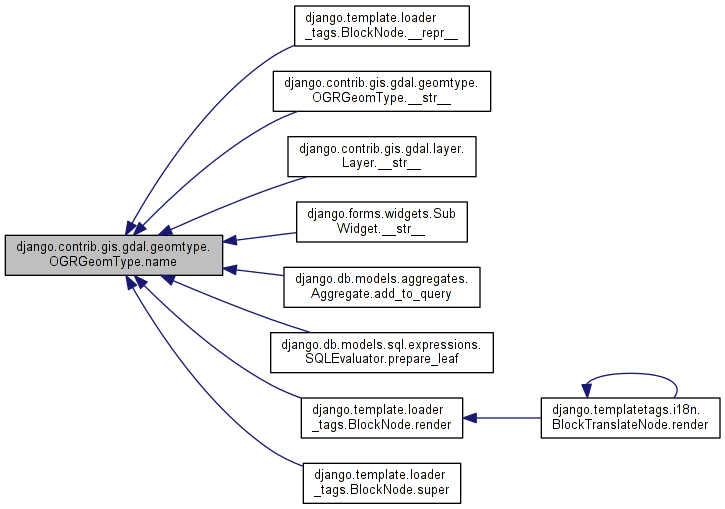 django.template.loader
_tags.BlockNode.__repr__
django.contrib.gis.gdal.geomtype.
OGRGeomType.__str__
django.contrib.gis.gdal.layer.
Layer.__str__
django.forms.widgets.Sub
Widget.__str__
django.contrib.gis.gdal.geomtype.
OGRGeomType.name
django.db.models.aggregates.
Aggregate.add_to_query
django.db.models.sql.expressions.
SQLEvaluator.prepare_leaf
django.template.loader
_tags.BlockNode.render
django.templatetags.i18n.
BlockTranslateNode.render
django.template.loader
_tags.BlockNode.super